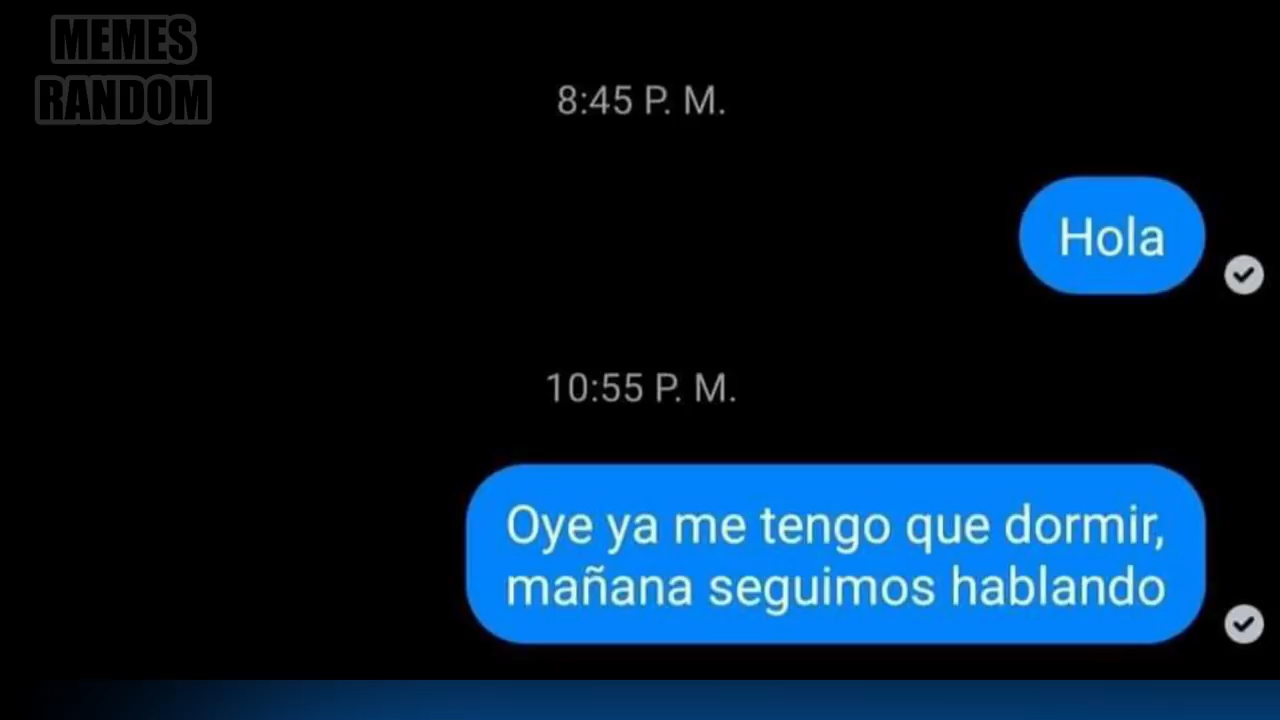 MEMES
RANDOM
8:45 P. M.
Hola
10:55 P. M.
Oye ya me tengo que dormir,
mañana seguimos hablando